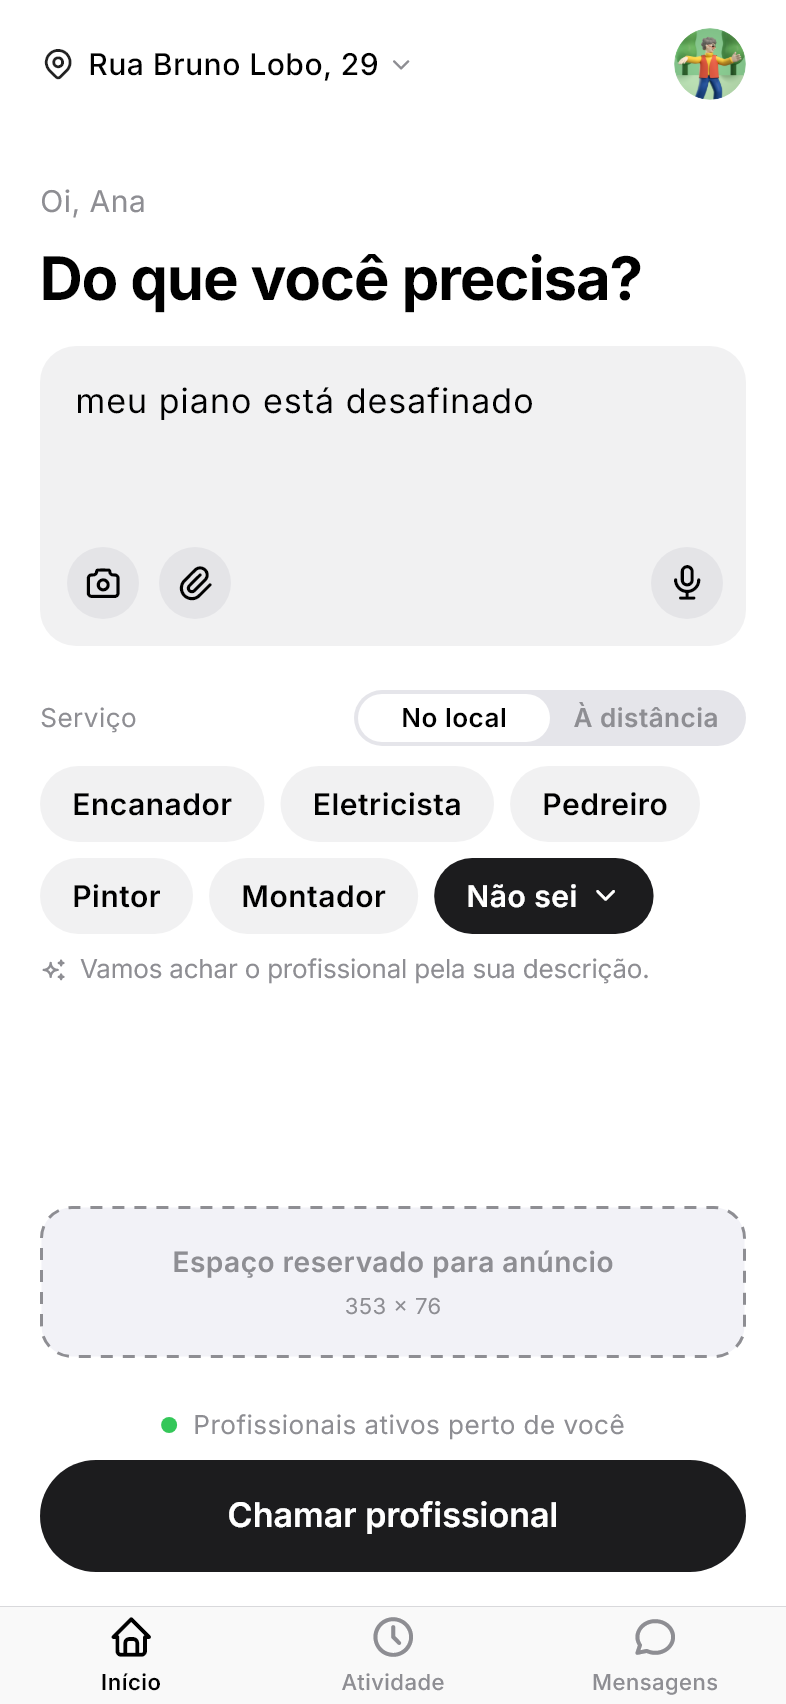 Rua Bruno Lobo, 29
Oi, Ana
Do que você precisa?
meu piano está desafinado
Serviço
No local
À distância
Encanador
Eletricista
Pedreiro
Pintor
Montador
Não sei
Vamos achar o profissional pela sua descrição.
Espaço reservado para anúncio
353 × 76
Profissionais ativos perto de você
Chamar profissional
Início
Atividade
Mensagens